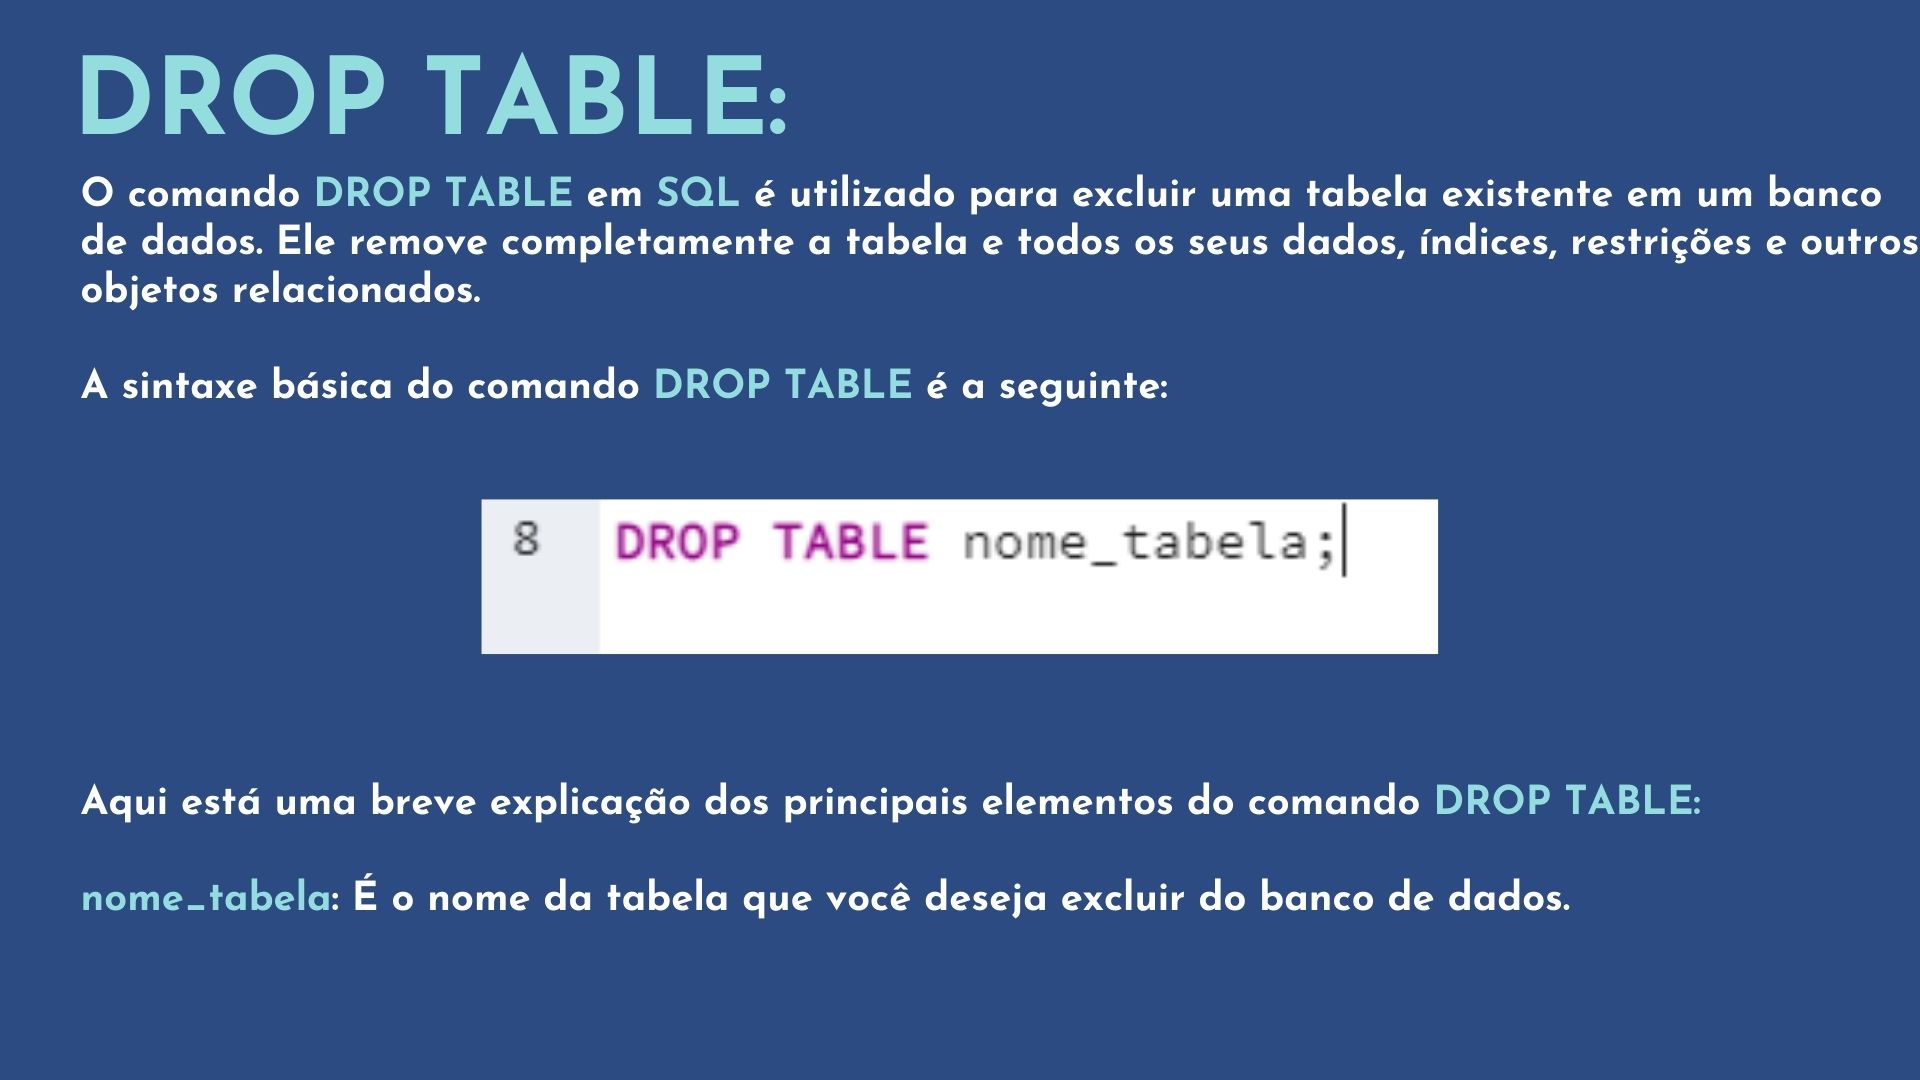 DROP TABLE:
O comando DROP TABLE em SQL é utilizado para excluir uma tabela existente em um banco
de dados. Ele remove completamente a tabela e todos os seus dados, índices, restrições e outros
objetos relacionados.
A sintaxe básica do comando DROP TABLE é a seguinte:
8 DROP TABLE nome_tabela;
Aqui está uma breve explicação dos principais elementos do comando DROP TABLE:
nome_tabela: É o nome da tabela que você deseja excluir do banco de dados.